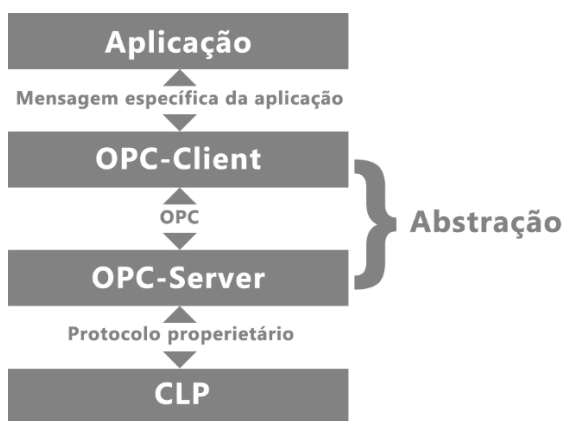 Aplicação
Mensagem específica da aplicação
OPC-Client
OPC
Abstração
OPC-Server
Protocolo properietário
CLP